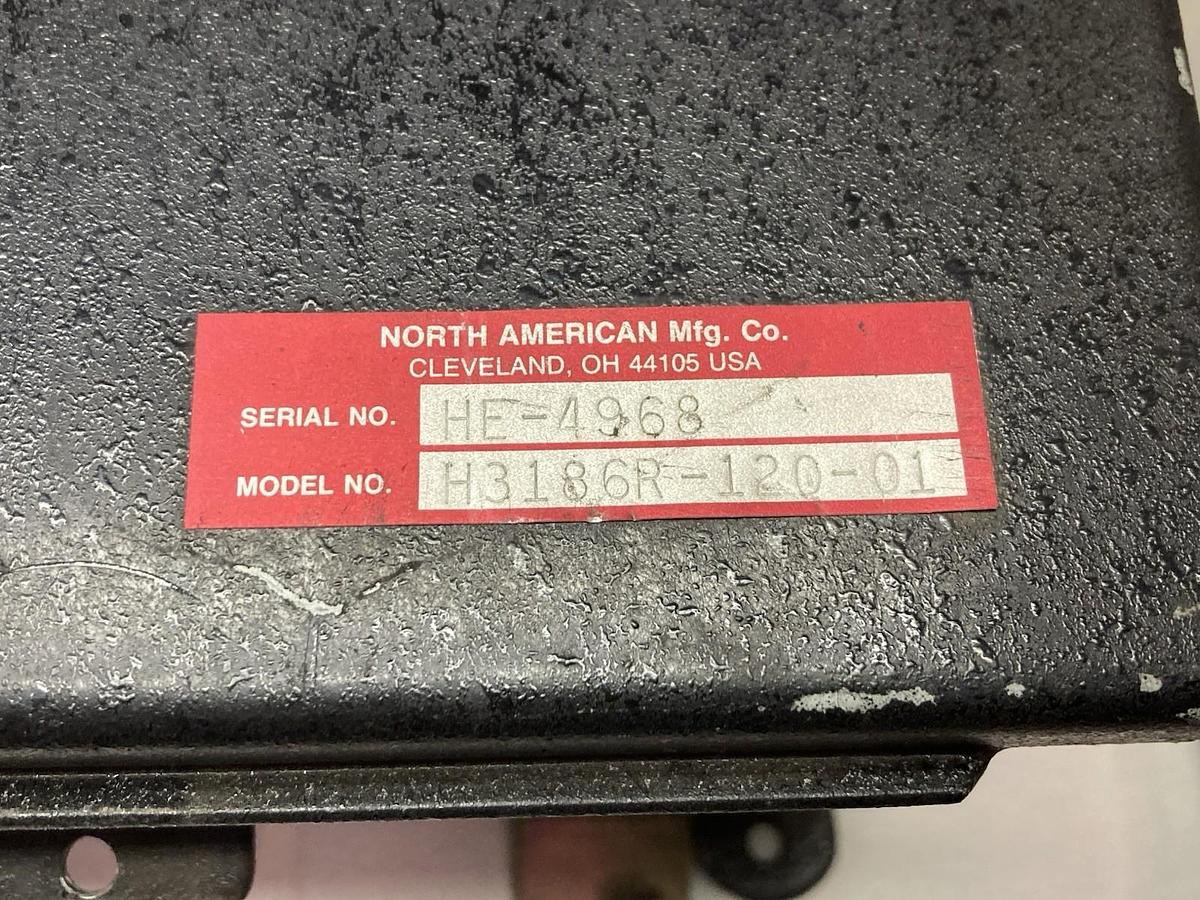 NORTH AMERICAN Mfg. Co.
CLEVELAND, OH 44105 USA
SERIAL NO. HE-4968
MODEL NO. H3186R-120-01